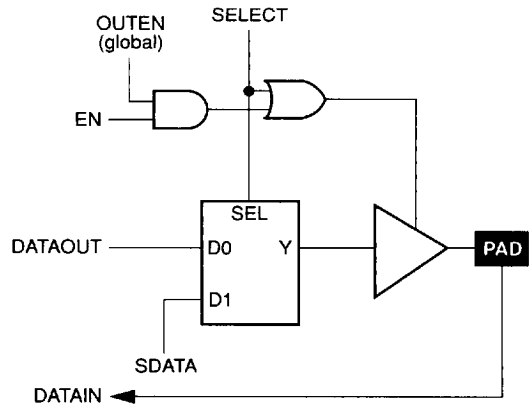 OUTEN
(global)
SELECT
EN
SEL
DATAOUT
D0
Y
PAD
D1
SDATA
DATAIN